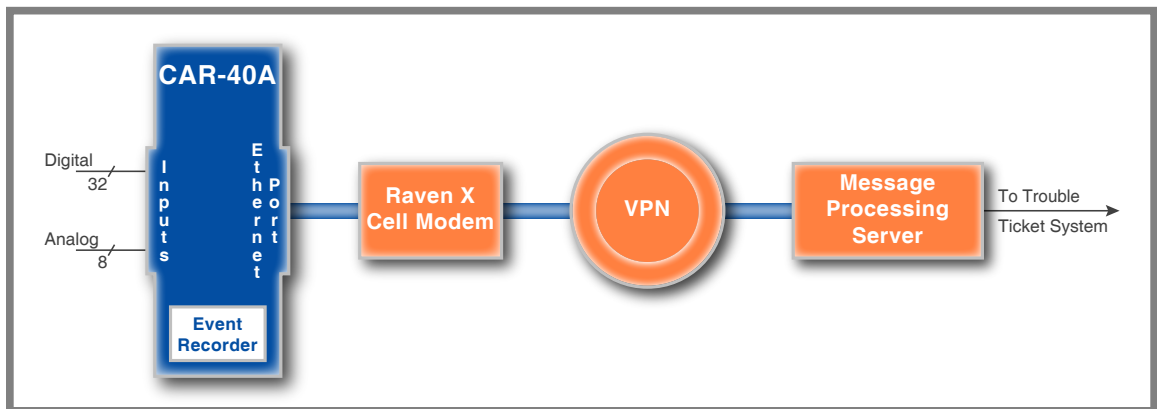 CAR-40A
Digital
32
Analog
8
Inputs
Ethernet
Port
Event
Recorder
Raven X
Cell Modem
VPN
Message
Processing
Server
To Trouble
Ticket System